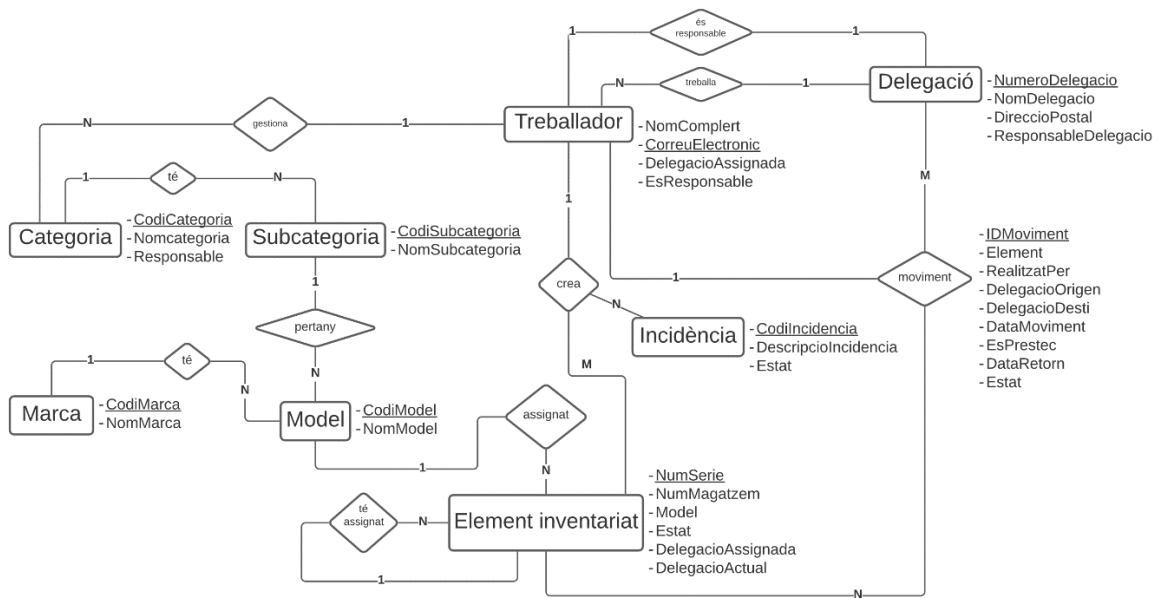 és
responsable
1
1
Delegació
- NumeroDelegacio
- NomDelegacio
- DireccioPostal
- ResponsableDelegacio
N
treballa
1
gestiona
N
1
Treballador
- NomComplert
- CorreuElectronic
- DelegacioAssignada
- EsResponsable
1
té
N
M
1
Categoria
- CodiCategoria
- Nomcategoria
- Responsable
Subcategoria
- CodiSubcategoria
- NomSubcategoria
moviment
- IDMoviment
- Element
- RealitzatPer
- DelegacioOrigen
- DelegacioDesti
- DataMoviment
- EsPrestec
- DataRetorn
- Estat
1
1
crea
N
Incidència
- CodiIncidencia
- DescripcioIncidencia
- Estat
pertany
1
té
N
N
M
Marca
- CodiMarca
- NomMarca
Model
- CodiModel
- NomModel
assignat
1
N
té
assignat
N
1
Element inventariat
- NumSerie
- NumMagatzem
- Model
- Estat
- DelegacioAssignada
- DelegacioActual
N